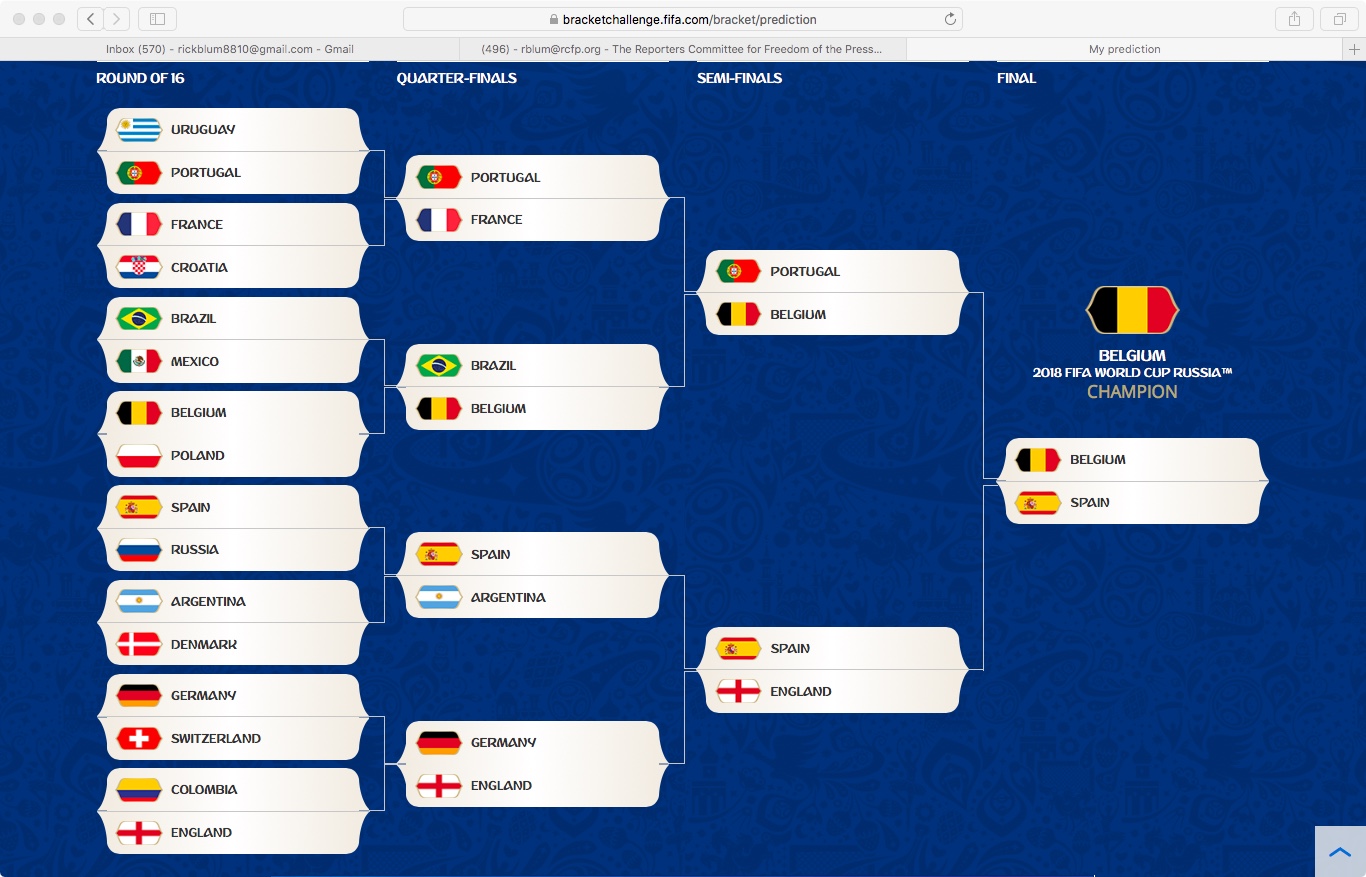 bracketchallenge.fifa.com/bracket/prediction
Inbox (570) - rickblum8810@gmail.com - Gmail
(496) - rblum@rcfp.org - The Reporters Committee for Freedom of the Press...
My prediction
ROUND OF 16
QUARTER-FINALS
SEMI-FINALS
FINAL
URUGUAY
PORTUGAL
FRANCE
CROATIA
BRAZIL
MEXICO
BELGIUM
POLAND
SPAIN
RUSSIA
ARGENTINA
DENMARK
GERMANY
SWITZERLAND
COLOMBIA
ENGLAND
PORTUGAL
FRANCE
BRAZIL
BELGIUM
SPAIN
ARGENTINA
GERMANY
ENGLAND
PORTUGAL
BELGIUM
SPAIN
ENGLAND
BELGIUM
2018 FIFA WORLD CUP RUSSIA™
CHAMPION
BELGIUM
SPAIN